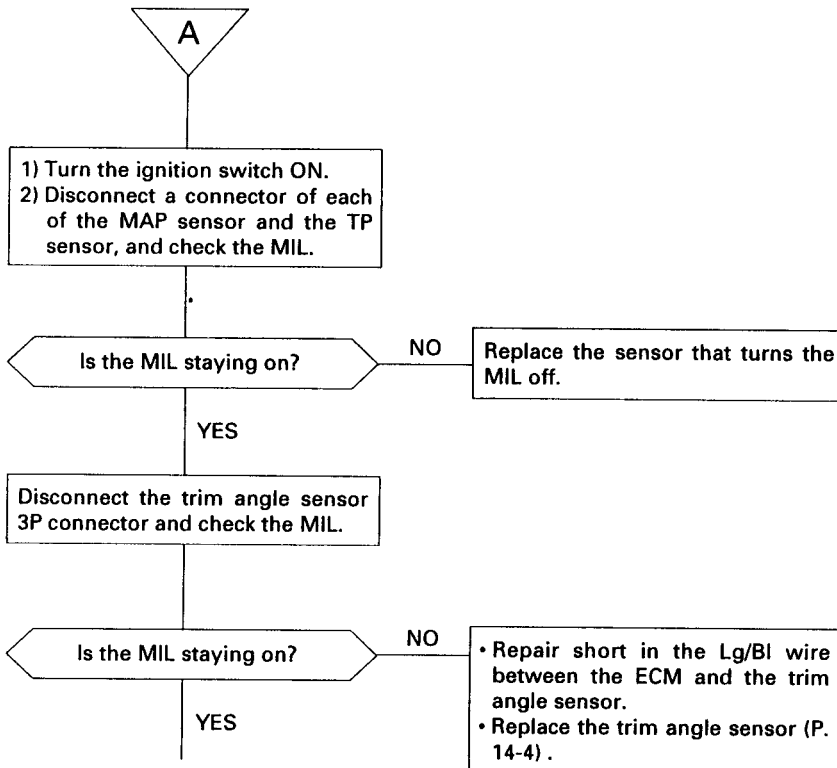 A
1) Turn the ignition switch ON.
2) Disconnect a connector of each
of the MAP sensor and the TP
sensor, and check the MIL.
Is the MIL staying on?
NO
Replace the sensor that turns the
MIL off.
YES
Disconnect the trim angle sensor
3P connector and check the MIL.
Is the MIL staying on?
NO
• Repair short in the Lg/Bl wire
between the ECM and the trim
angle sensor.
• Replace the trim angle sensor (P.
14-4) .
YES